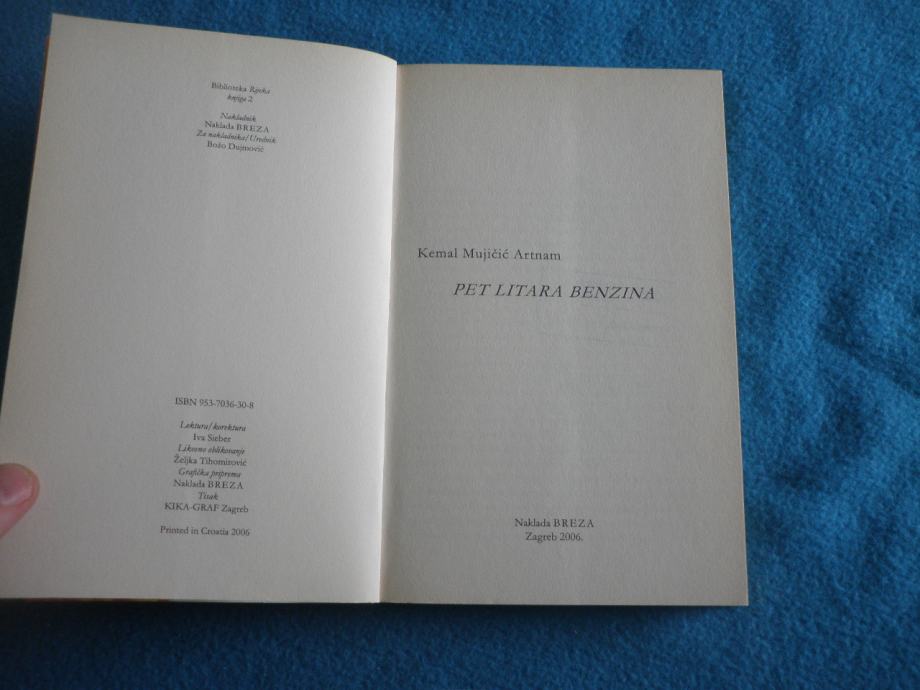 Biblioteka Rijeka
knjiga 2
Nakladnik
Naklada BREZA
Za nakladnika/Urednik
Božo Dujmović
ISBN 953-7036-30-8
Lektura/korektura
Iva Sieber
Likovno oblikovanje
Željka Tihomirović
Grafička priprema
Naklada BREZA
Tisak
KIKA-GRAF Zagreb
Printed in Croatia 2006
Kemal Mujičić Artnam
PET LITARA BENZINA
Naklada BREZA
Zagreb 2006.